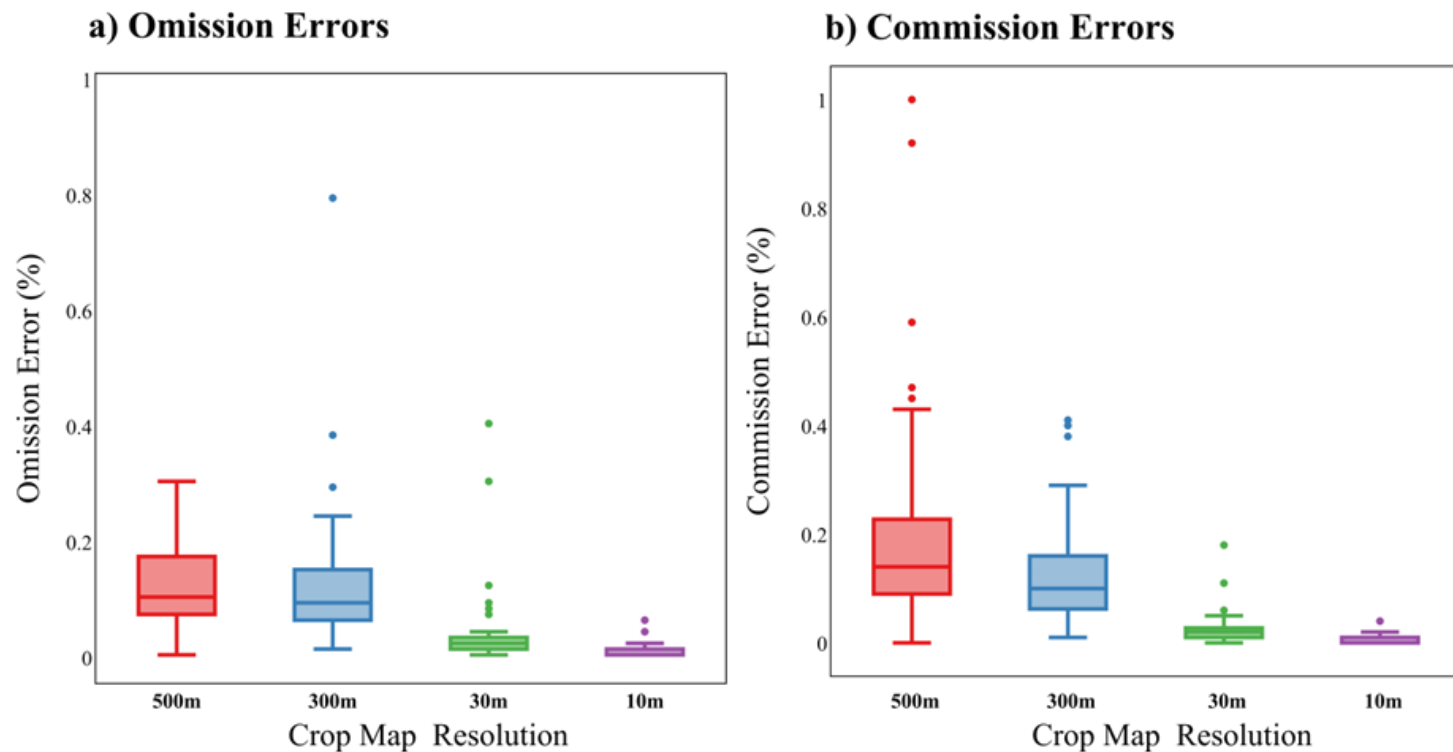 a) Omission Errors
Omission Error (%)
1
0.8
0.6
0.4
0.2
0
500m 300m 30m 10m
Crop Map Resolution
b) Commission Errors
Commission Error (%)
1
0.8
0.6
0.4
0.2
0
500m 300m 30m 10m
Crop Map Resolution